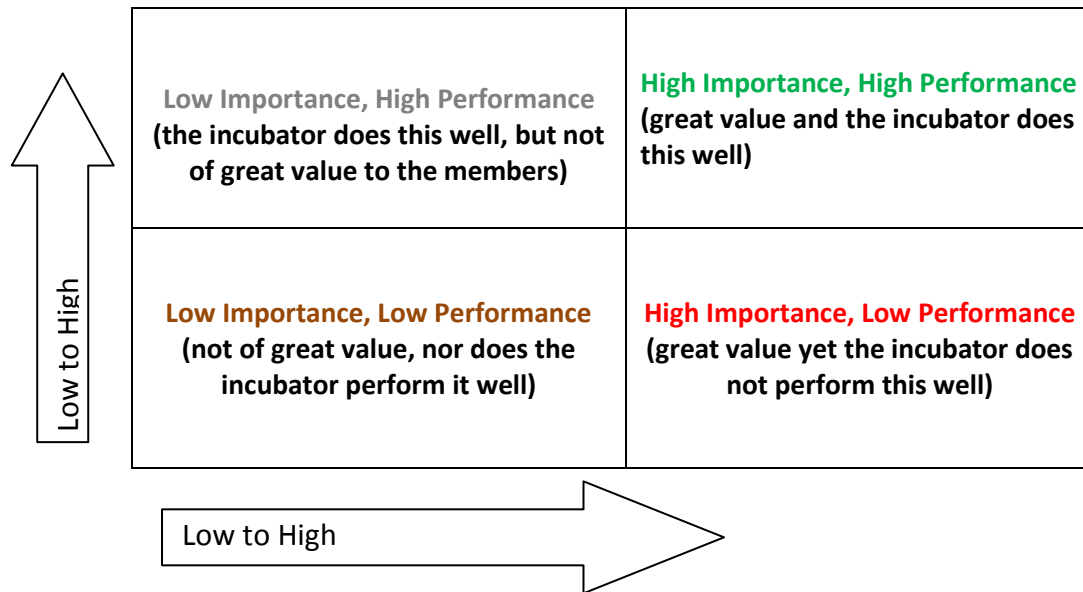 Low Importance, High Performance
(the incubator does this well, but not
of great value to the members)
High Importance, High Performance
(great value and the incubator does
this well)
Low to High
Low Importance, Low Performance
(not of great value, nor does the
incubator perform it well)
High Importance, Low Performance
(great value yet the incubator does
not perform this well)
Low to High